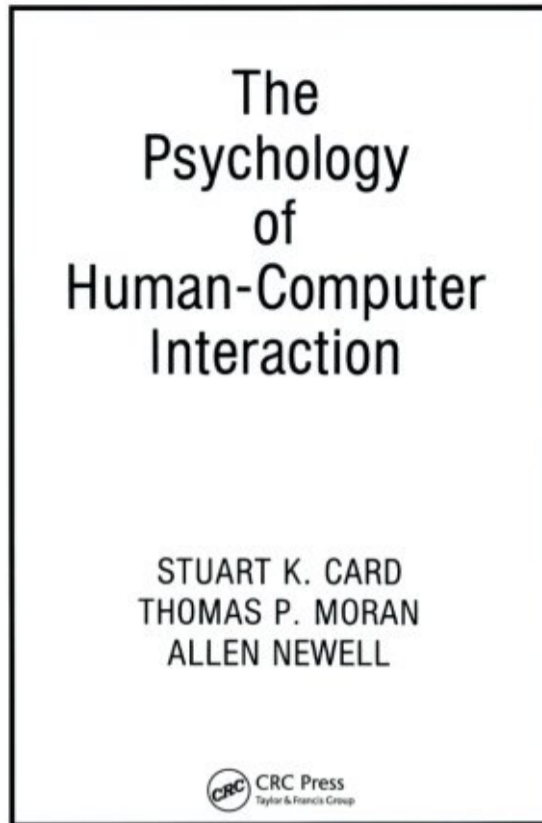 The
Psychology
of
Human-Computer
Interaction
STUART K. CARD
THOMAS P. MORAN
ALLEN NEWELL
CRC
CRC Press
Taylor & Francis Group